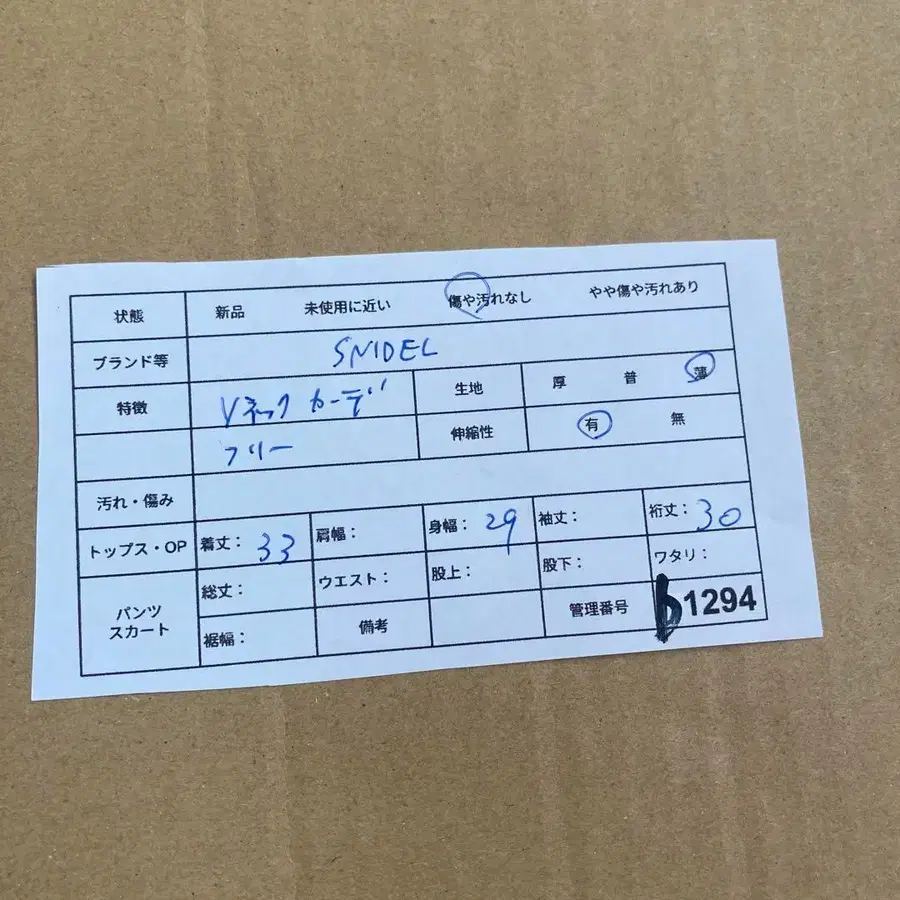 状態 新品 未使用に近い 傷や汚れなし やや傷や汚れあり
ブランド等 SNIDEL
特徴 Vネック カーデ 生地 厚 普 薄
フリー 伸縮性 有 無
汚れ・傷み
トップス・OP 着丈： 33 肩幅： 身幅： 29 袖丈： 裄丈： 30
パンツ スカート 総丈： ウエスト： 股上： 股下： ワタリ：
裾幅： 備考 管理番号 b1294